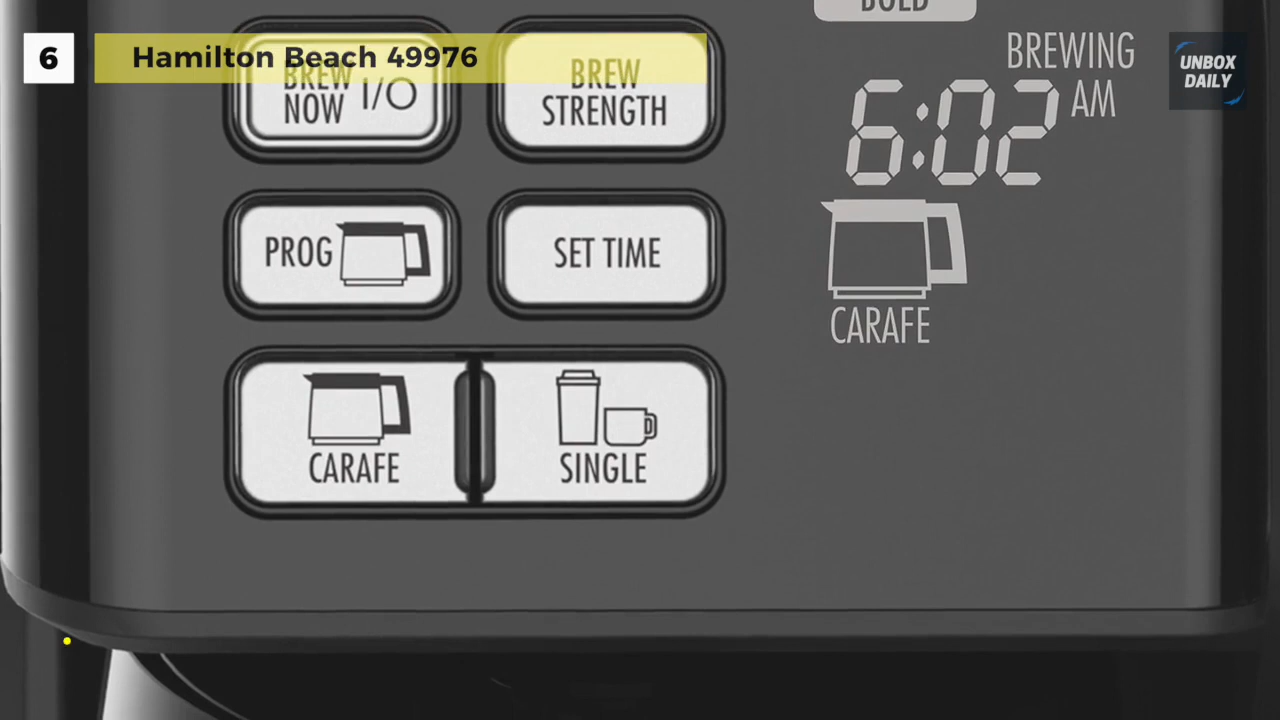 6
Hamilton Beach 49976
UNBOX
DAILY
BOLD
BREW
NOW I/O
BREW
STRENGTH
BREWING
6:02 AM
PROG
SET TIME
CARAFE
CARAFE
SINGLE